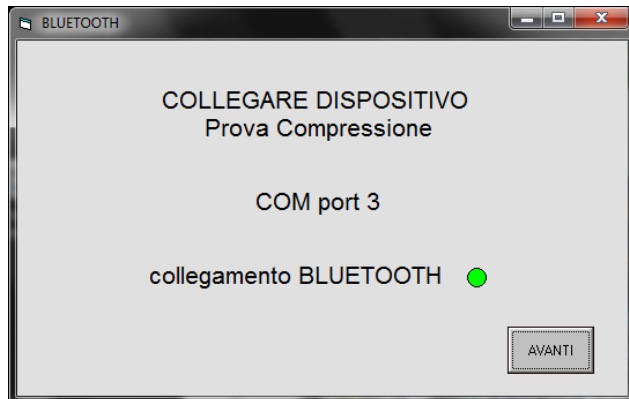 BLUETOOTH
COLLEGARE DISPOSITIVO
Prova Compressione
COM port 3
collegamento BLUETOOTH
AVANTI